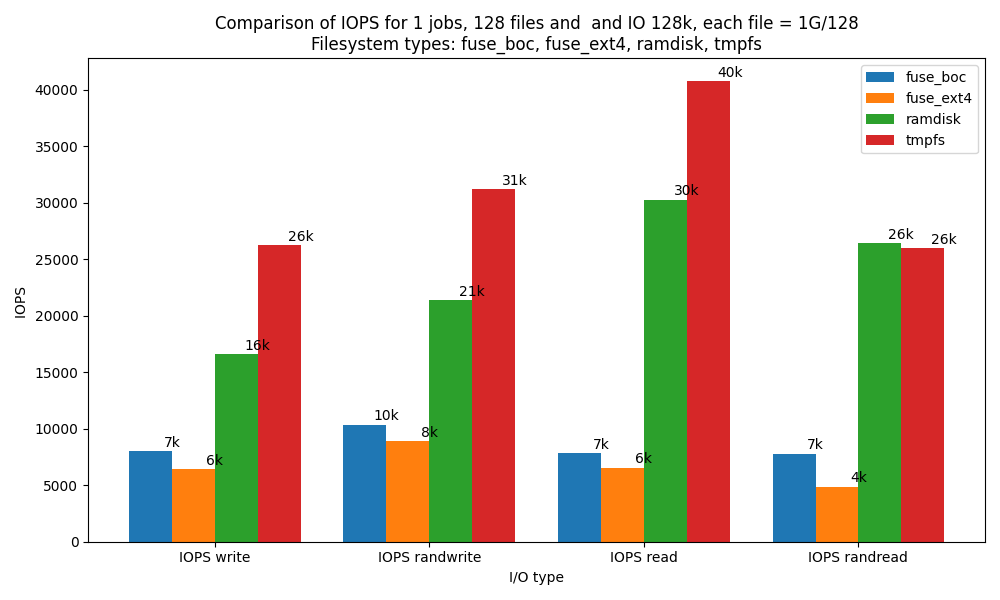 Comparison of IOPS for 1 jobs, 128 files and  and IO 128k, each file = 1G/128
Filesystem types: fuse_boc, fuse_ext4, ramdisk, tmpfs
fuse_boc
fuse_ext4
ramdisk
tmpfs
IOPS
40000
35000
30000
25000
20000
15000
10000
5000
0
7k
6k
16k
26k
10k
8k
21k
31k
7k
6k
30k
40k
7k
4k
26k
26k
IOPS write
IOPS randwrite
IOPS read
IOPS randread
I/O type